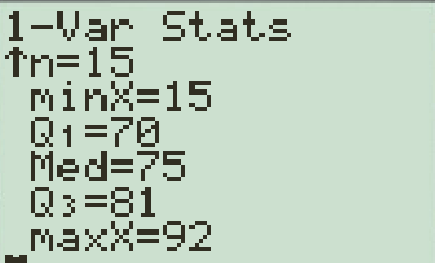 1-Var Stats
↑n=15
minX=15
Q₁=70
Med=75
Q₃=81
maxX=92